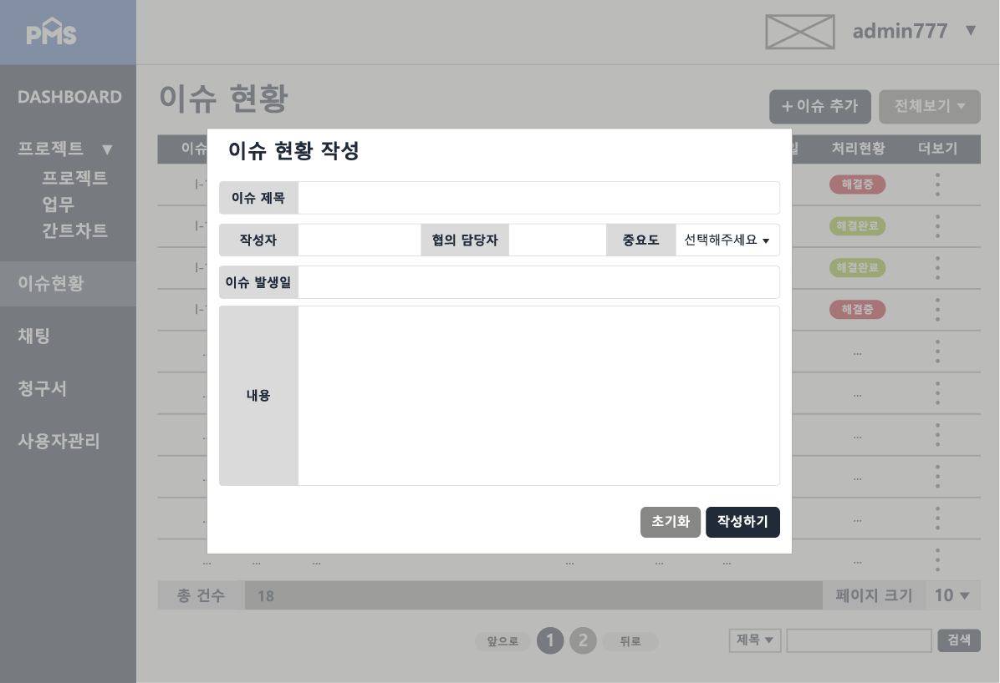 PMS
admin777 ▼
DASHBOARD
프로젝트 ▼
프로젝트
업무
간트차트
이슈현황
채팅
청구서
사용자관리
이슈 현황
+ 이슈 추가
전체보기 ▼
이슈
일
처리현황
더보기
I-
해결중
I-
해결완료
I-
해결완료
I-
해결중
...
...
...
...
...
... ... ... ... ... ... ...
총 건수 18
페이지 크기 10 ▼
앞으로 1 2 뒤로
제목 ▼
검색
이슈 현황 작성
이슈 제목
작성자
협의 담당자
중요도
선택해주세요 ▼
이슈 발생일
내용
초기화
작성하기